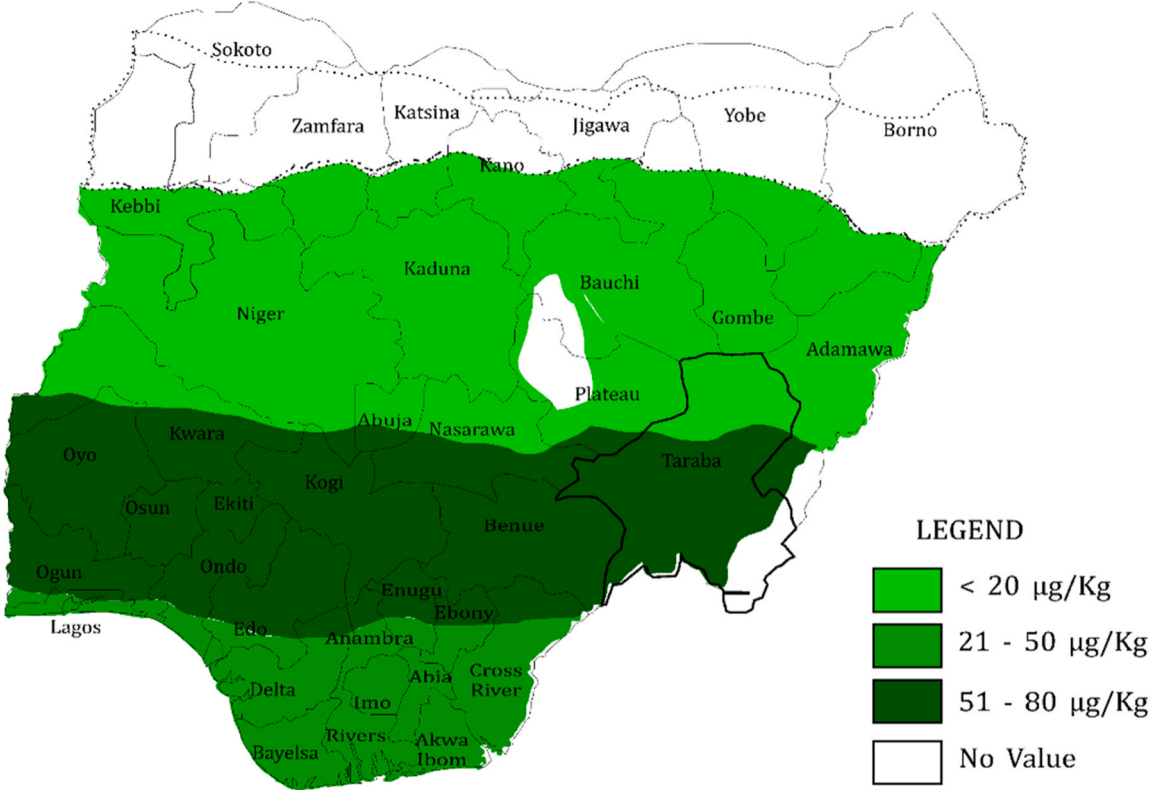 Sokoto
Katsina
Zamfara
Jigawa
Yobe
Borno
Kano
Kebbi
Kaduna
Bauchi
Niger
Gombe
Adamawa
Plateau
Abuja
Nasarawa
Kwara
Oyo
Taraba
Kogi
Osun
Ekiti
Benue
Ogun
Ondo
Enugu
Ebony
Lagos
Edo
Anambra
Abia
Cross
River
Delta
Imo
Rivers
Akwa
Ibom
Bayelsa
LEGEND
< 20 µg/Kg
21 - 50 µg/Kg
51 - 80 µg/Kg
No Value